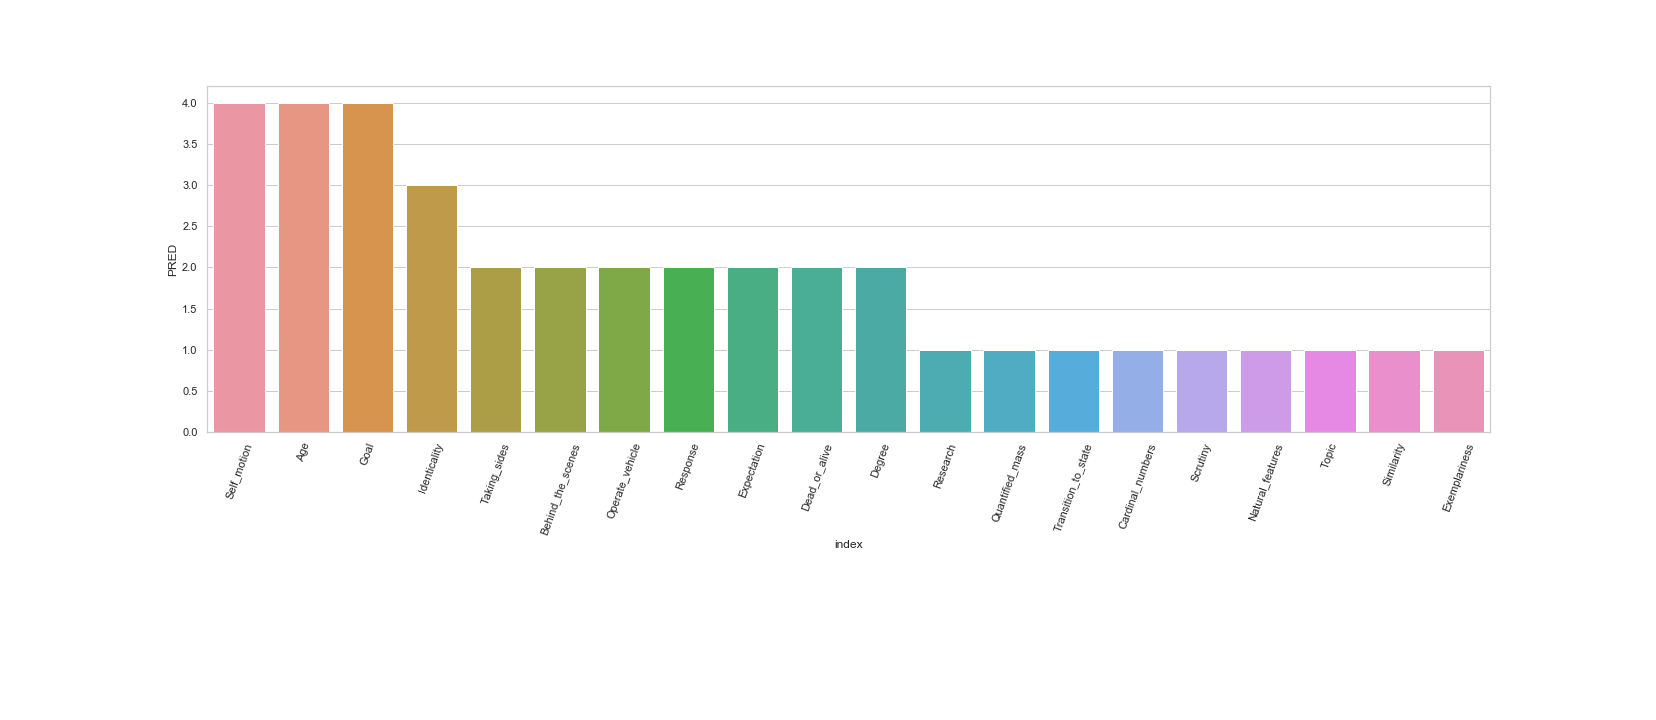 4.0
3.5
3.0
2.5
2.0
1.5
1.0
0.5
0.0
PRED
Self_motion
Age
Goal
Identicality
Taking_sides
Behind_the_scenes
Operate_vehicle
Response
Expectation
Dead_or_alive
Degree
Research
Quantified_mass
Transition_to_state
Cardinal_numbers
Scrutiny
Natural_features
Topic
Similarity
Exemplariness
index